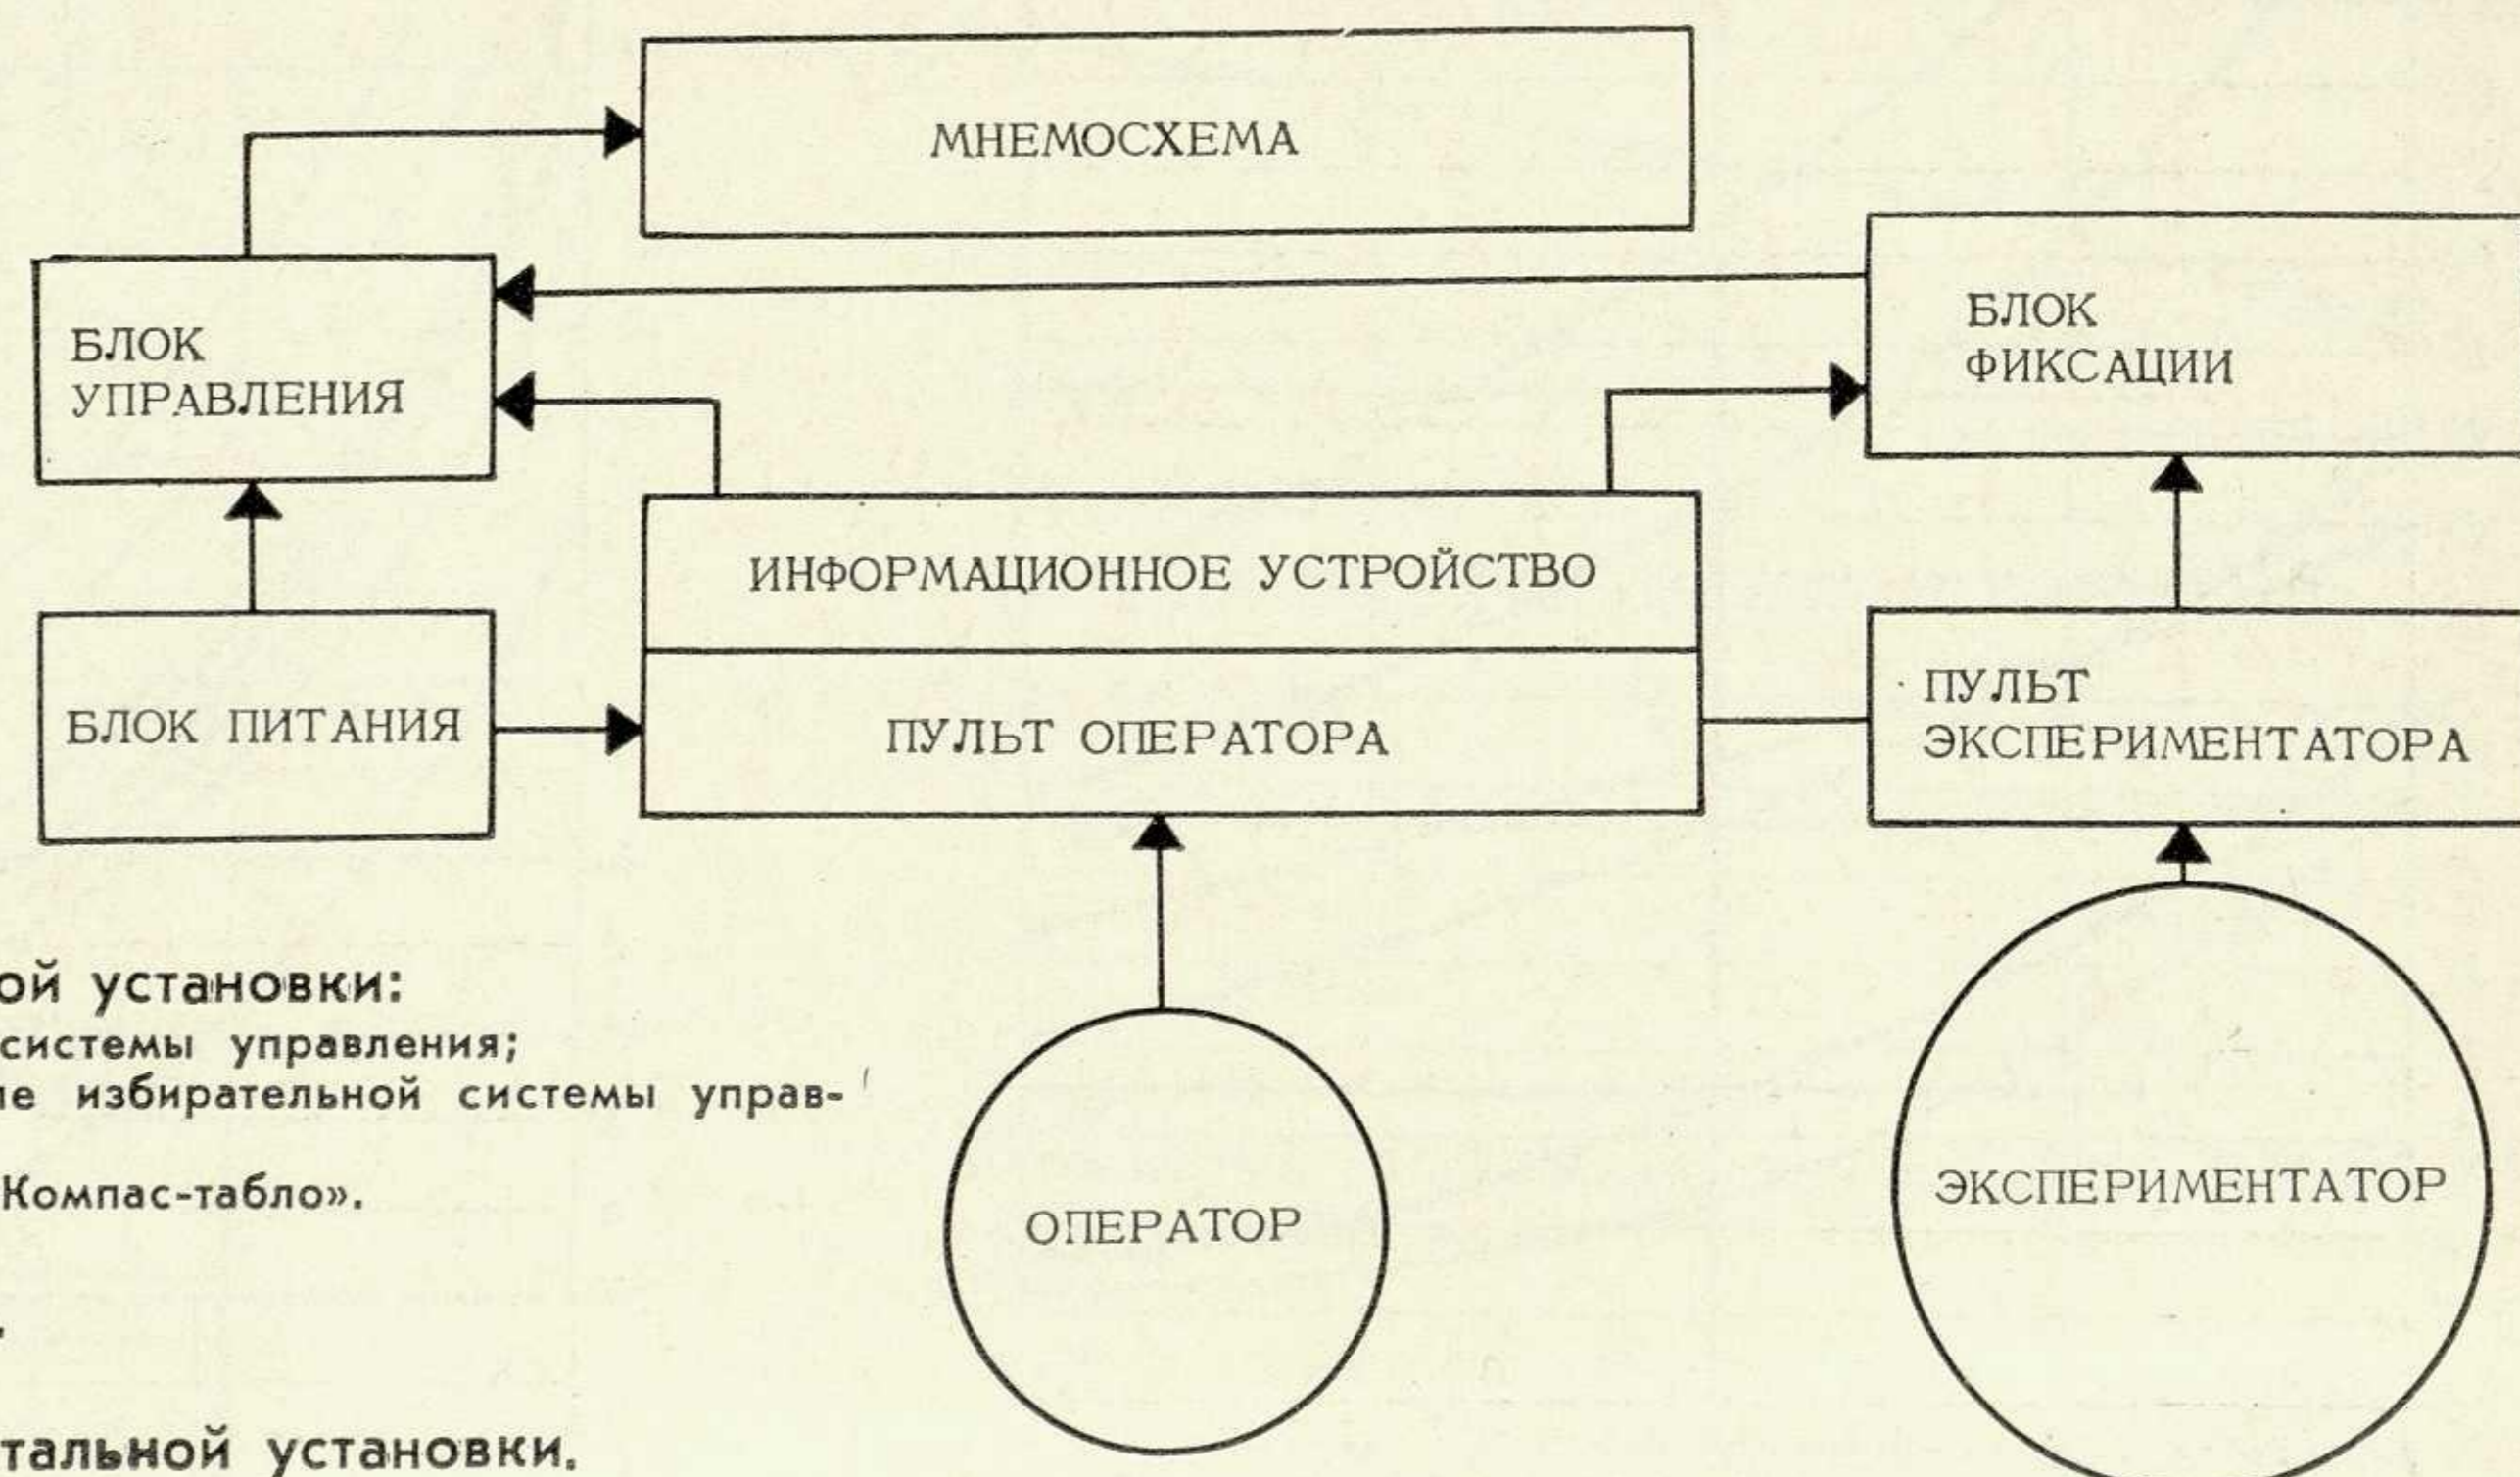 МНЕМОСХЕМА
БЛОК
УПРАВЛЕНИЯ
БЛОК
ФИКСАЦИИ
ИНФОРМАЦИОННОЕ УСТРОЙСТВО
БЛОК ПИТАНИЯ
ПУЛЬТ ОПЕРАТОРА
ПУЛЬТ
ЭКСПЕРИМЕНТАТОРА
ой установки:
системы управления;
ие избирательной системы управ-
Компас-табло».
ОПЕРАТОР
ЭКСПЕРИМЕНТАТОР
тальной установки.